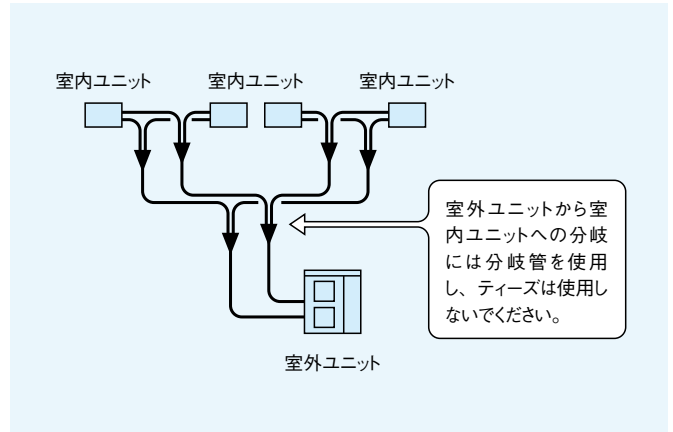 室内ユニット
室内ユニット
室内ユニット
室外ユニットから室
内ユニットへの分岐
には分岐管を使用
し、ティーズは使用し
ないでください。
室外ユニット